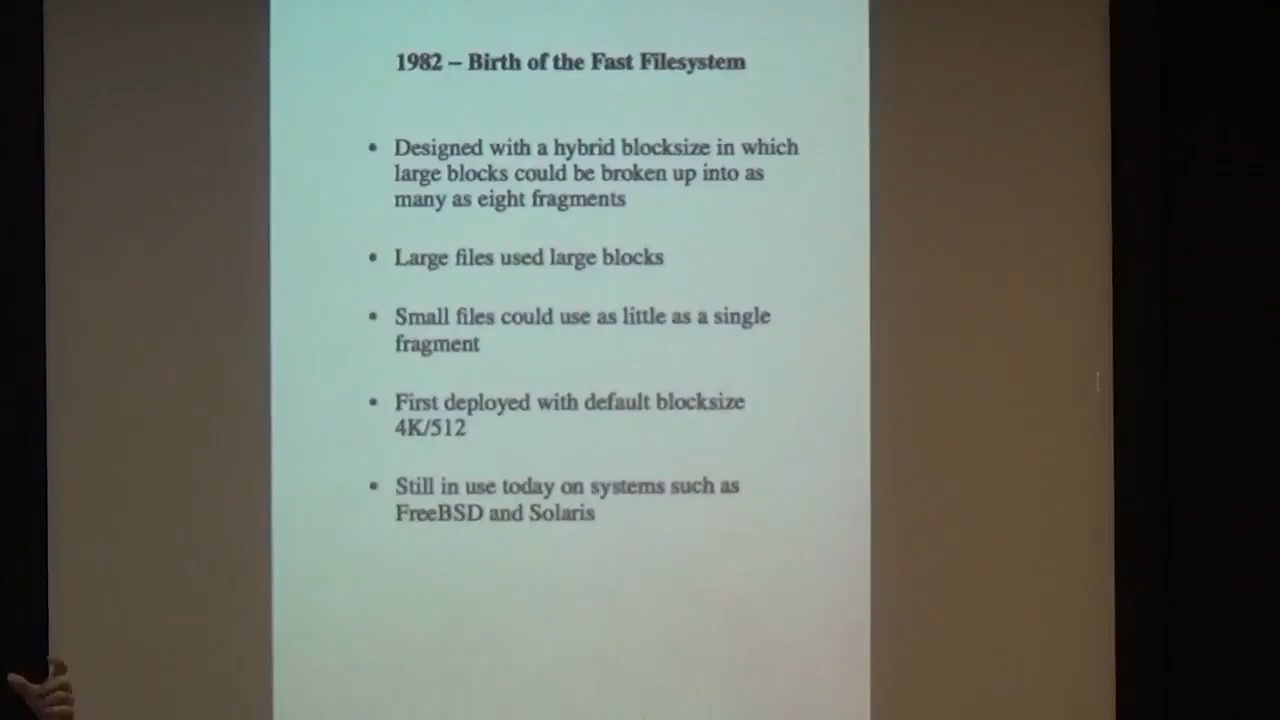 1982 – Birth of the Fast Filesystem
• Designed with a hybrid blocksize in which
large blocks could be broken up into as
many as eight fragments
• Large files used large blocks
• Small files could use as little as a single
fragment
• First deployed with default blocksize
4K/512
• Still in use today on systems such as
FreeBSD and Solaris